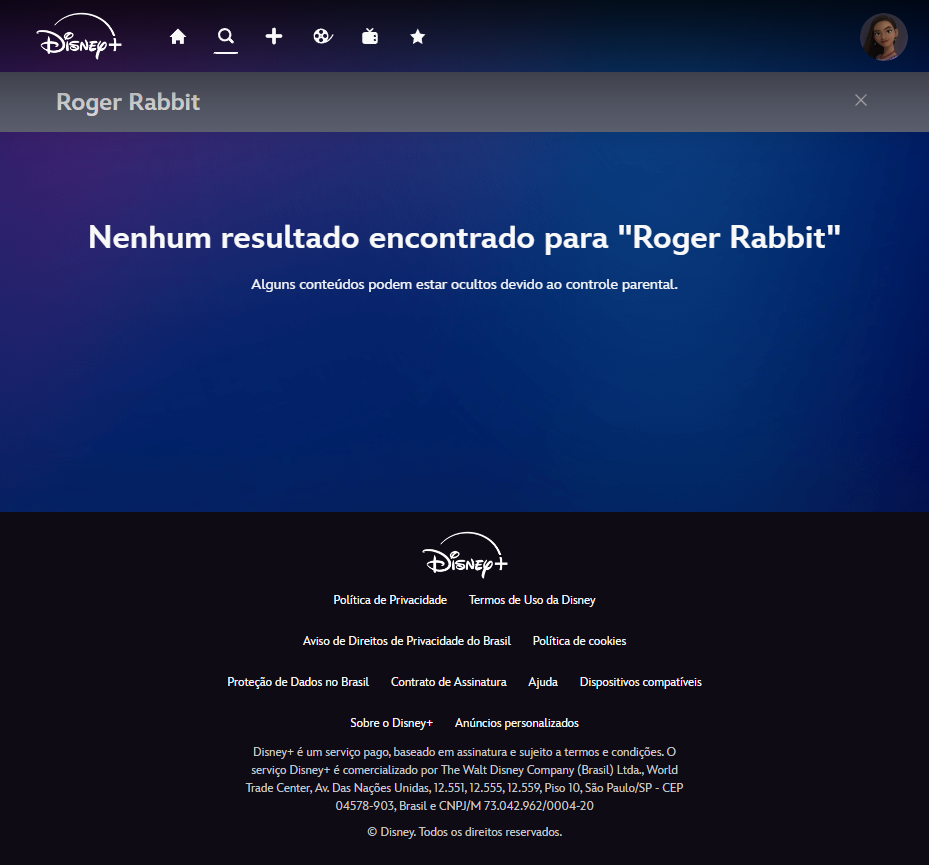 Disney+
Roger Rabbit
Nenhum resultado encontrado para "Roger Rabbit"
Alguns conteúdos podem estar ocultos devido ao controle parental.
Disney+
Política de Privacidade Termos de Uso da Disney
Aviso de Direitos de Privacidade do Brasil Política de cookies
Proteção de Dados no Brasil Contrato de Assinatura Ajuda Dispositivos compatíveis
Sobre o Disney+ Anúncios personalizados
Disney+ é um serviço pago, baseado em assinatura e sujeito a termos e condições. O
serviço Disney+ é comercializado por The Walt Disney Company (Brasil) Ltda., World
Trade Center, Av. Das Nações Unidas, 12.551, 12.555, 12.559, Piso 10, São Paulo/SP - CEP
04578-903, Brasil e CNPJ/M 73.042.962/0004-20
© Disney. Todos os direitos reservados.